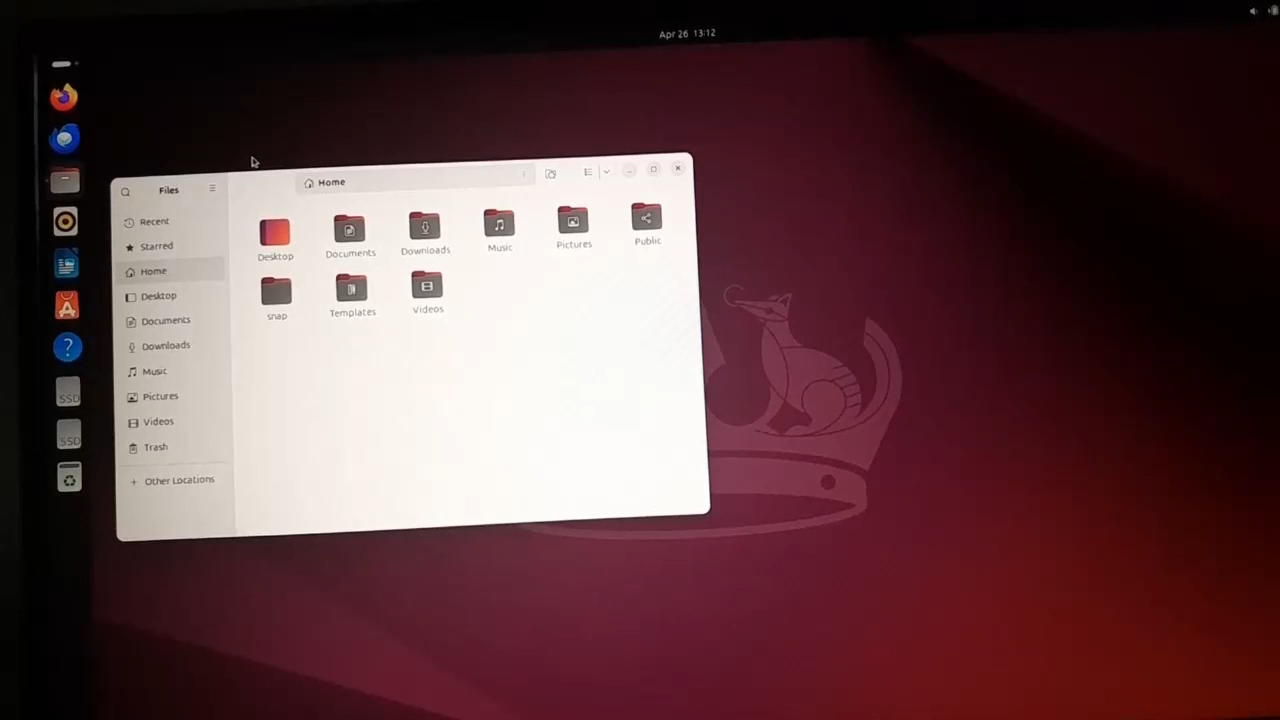 Apr 26 13:12
Files
Home
Recent
Starred
Home
Desktop
Documents
Downloads
Music
Pictures
Videos
Trash
Other Locations
Desktop
Documents
Downloads
Music
Pictures
Public
snap
Templates
Videos
SSD
SSD